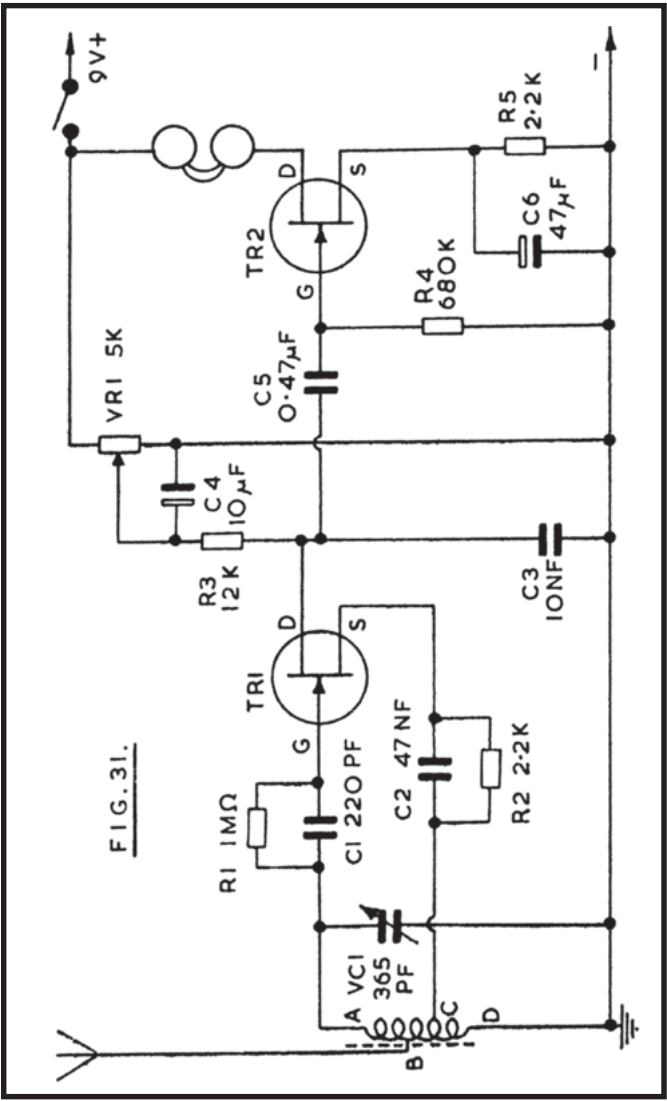 FIG. 31.
9V+
VR1 5K
R3
12K
C4
10µF
TR1
D
S
G
R1 1MΩ
C1 220PF
C2 47NF
R2 2·2K
VC1
365
PF
A
B
C
D
C3
10NF
C5
0·47µF
TR2
G
D
S
R4
680K
C6
47µF
R5
2·2K
−